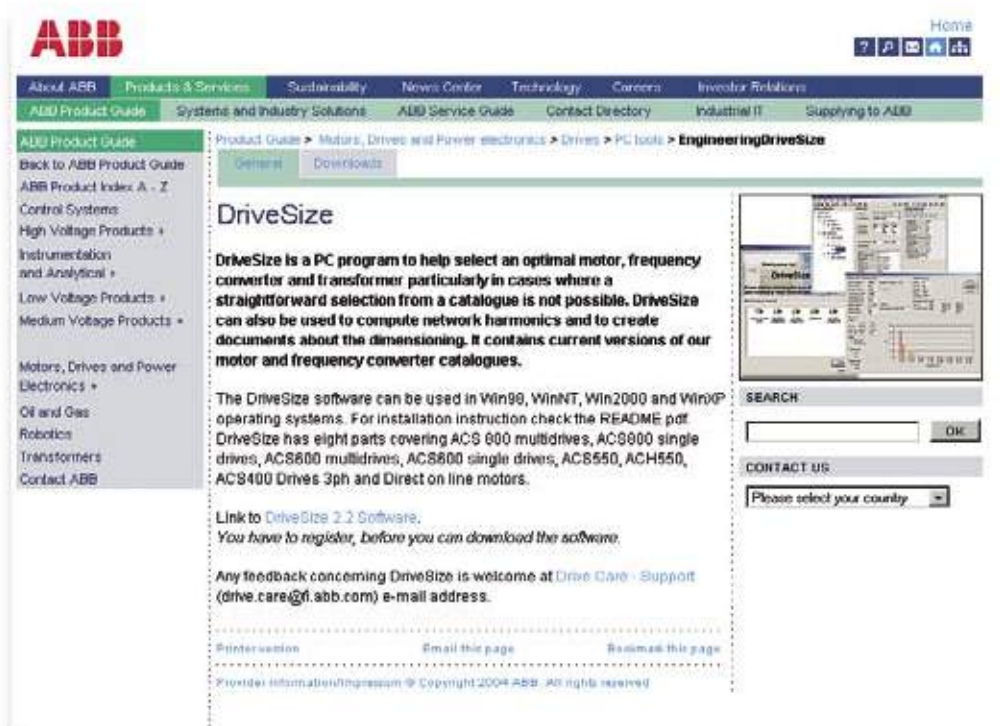 ABB
Home
About ABB Products & Services Sustainability News Center Technology Careers Investor Relations
ABB Product Guide Systems and Industry Solutions ABB Service Guide Contact Directory Industrial IT Supplying to ABB
ABB Product Guide
Back to ABB Product Guide
ABB Product Index A - Z
Control Systems
High Voltage Products
Instrumentation
and Analytical
Low Voltage Products
Medium Voltage Products
Motors, Drives and Power
Electronics
Oil and Gas
Robotics
Transformers
Contact ABB
Product Guide > Motors, Drives and Power electronics > Drives > PC tools > EngineeringDriveSize
General Downloads
DriveSize
DriveSize is a PC program to help select an optimal motor, frequency
converter and transformer particularly in cases where a
straightforward selection from a catalogue is not possible. DriveSize
can also be used to compute network harmonics and to create
documents about the dimensioning. It contains current versions of our
motor and frequency converter catalogues.
The DriveSize software can be used in Win98, WinNT, Win2000 and WinXP
operating systems. For installation instruction check the README pdf.
DriveSize has eight parts covering ACS 800 multidrives, ACS800 single
drives, ACS600 multidrives, ACS600 single drives, ACS550, ACH550,
ACS400 Drives 3ph and Direct on line motors.
Link to DriveSize 2.2 Software.
You have to register, before you can download the software.
Any feedback concerning DriveSize is welcome at Drive Care - Support
(drive.care@fi.abb.com) e-mail address.
Printer version Email this page Bookmark this page
Provider information/Impressum © Copyright 2004 ABB. All rights reserved
SEARCH
OK
CONTACT US
Please select your country